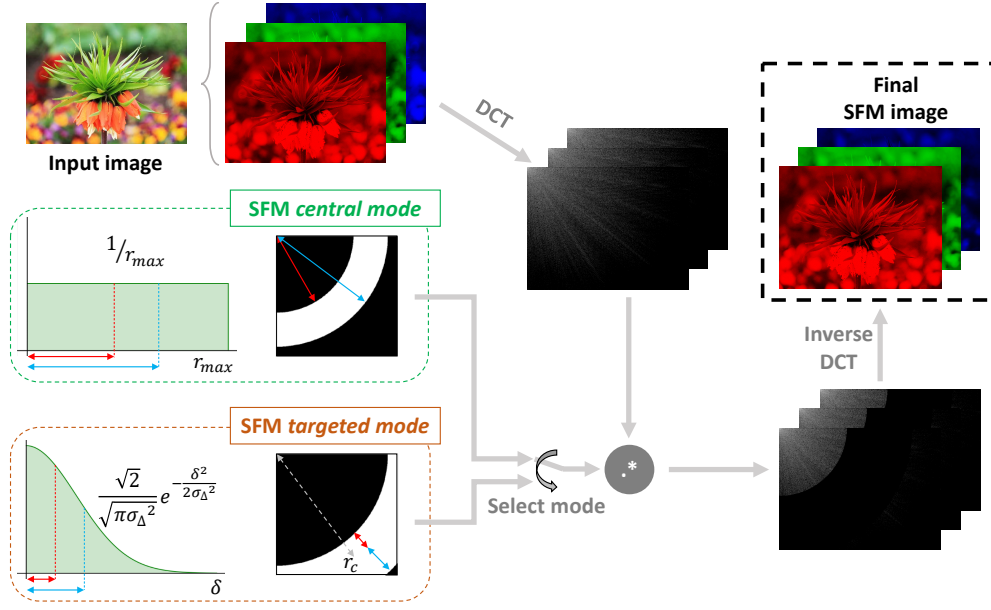 Input image
DCT
Final
SFM image
SFM central mode
1/r_max
r_max
SFM targeted mode
√2/√(πσ_Δ²) e^(-δ²/(2σ_Δ²))
δ
r_c
Select mode
.*
Inverse
DCT